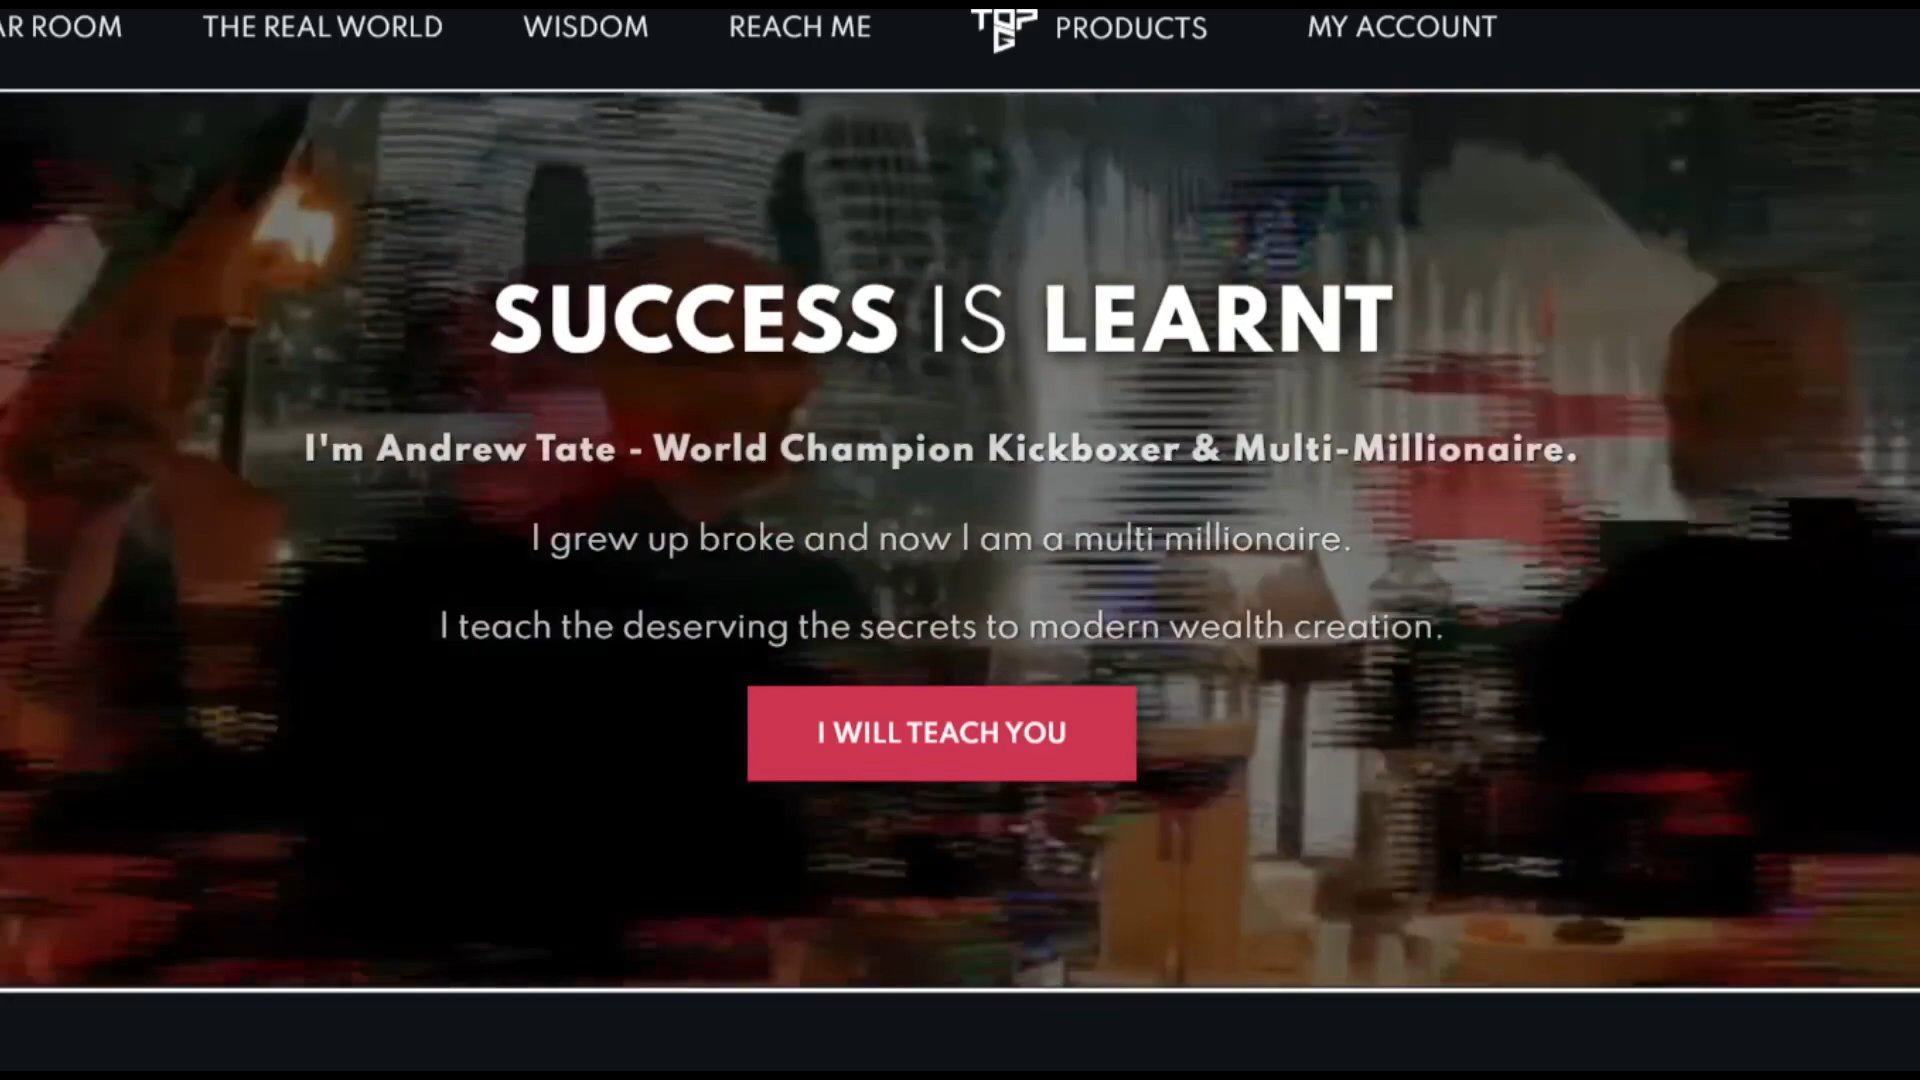 AR ROOM THE REAL WORLD WISDOM REACH ME TOP G PRODUCTS MY ACCOUNT
SUCCESS IS LEARNT
I'm Andrew Tate - World Champion Kickboxer & Multi-Millionaire.
I grew up broke and now I am a multi millionaire.
I teach the deserving the secrets to modern wealth creation.
I WILL TEACH YOU